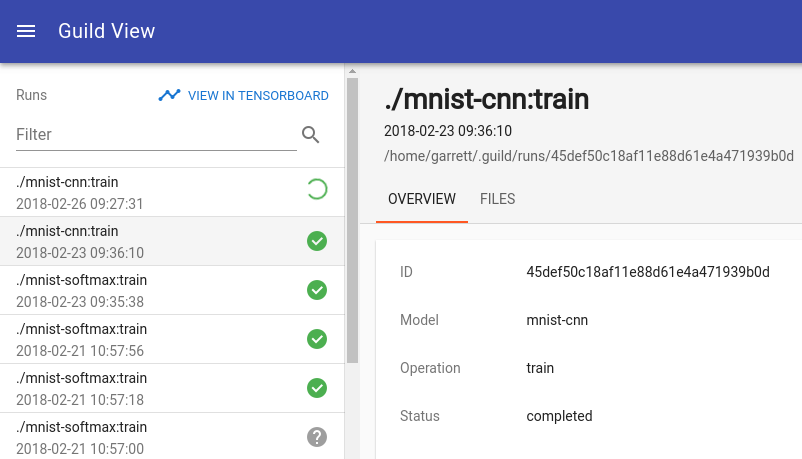 Guild View
Runs
VIEW IN TENSORBOARD
Filter
./mnist-cnn:train
2018-02-26 09:27:31
./mnist-cnn:train
2018-02-23 09:36:10
./mnist-softmax:train
2018-02-23 09:35:38
./mnist-softmax:train
2018-02-21 10:57:56
./mnist-softmax:train
2018-02-21 10:57:18
./mnist-softmax:train
2018-02-21 10:57:00
./mnist-cnn:train
2018-02-23 09:36:10
/home/garrett/.guild/runs/45def50c18af11e88d61e4a471939b0d
OVERVIEW FILES
ID 45def50c18af11e88d61e4a471939b0d
Model mnist-cnn
Operation train
Status completed